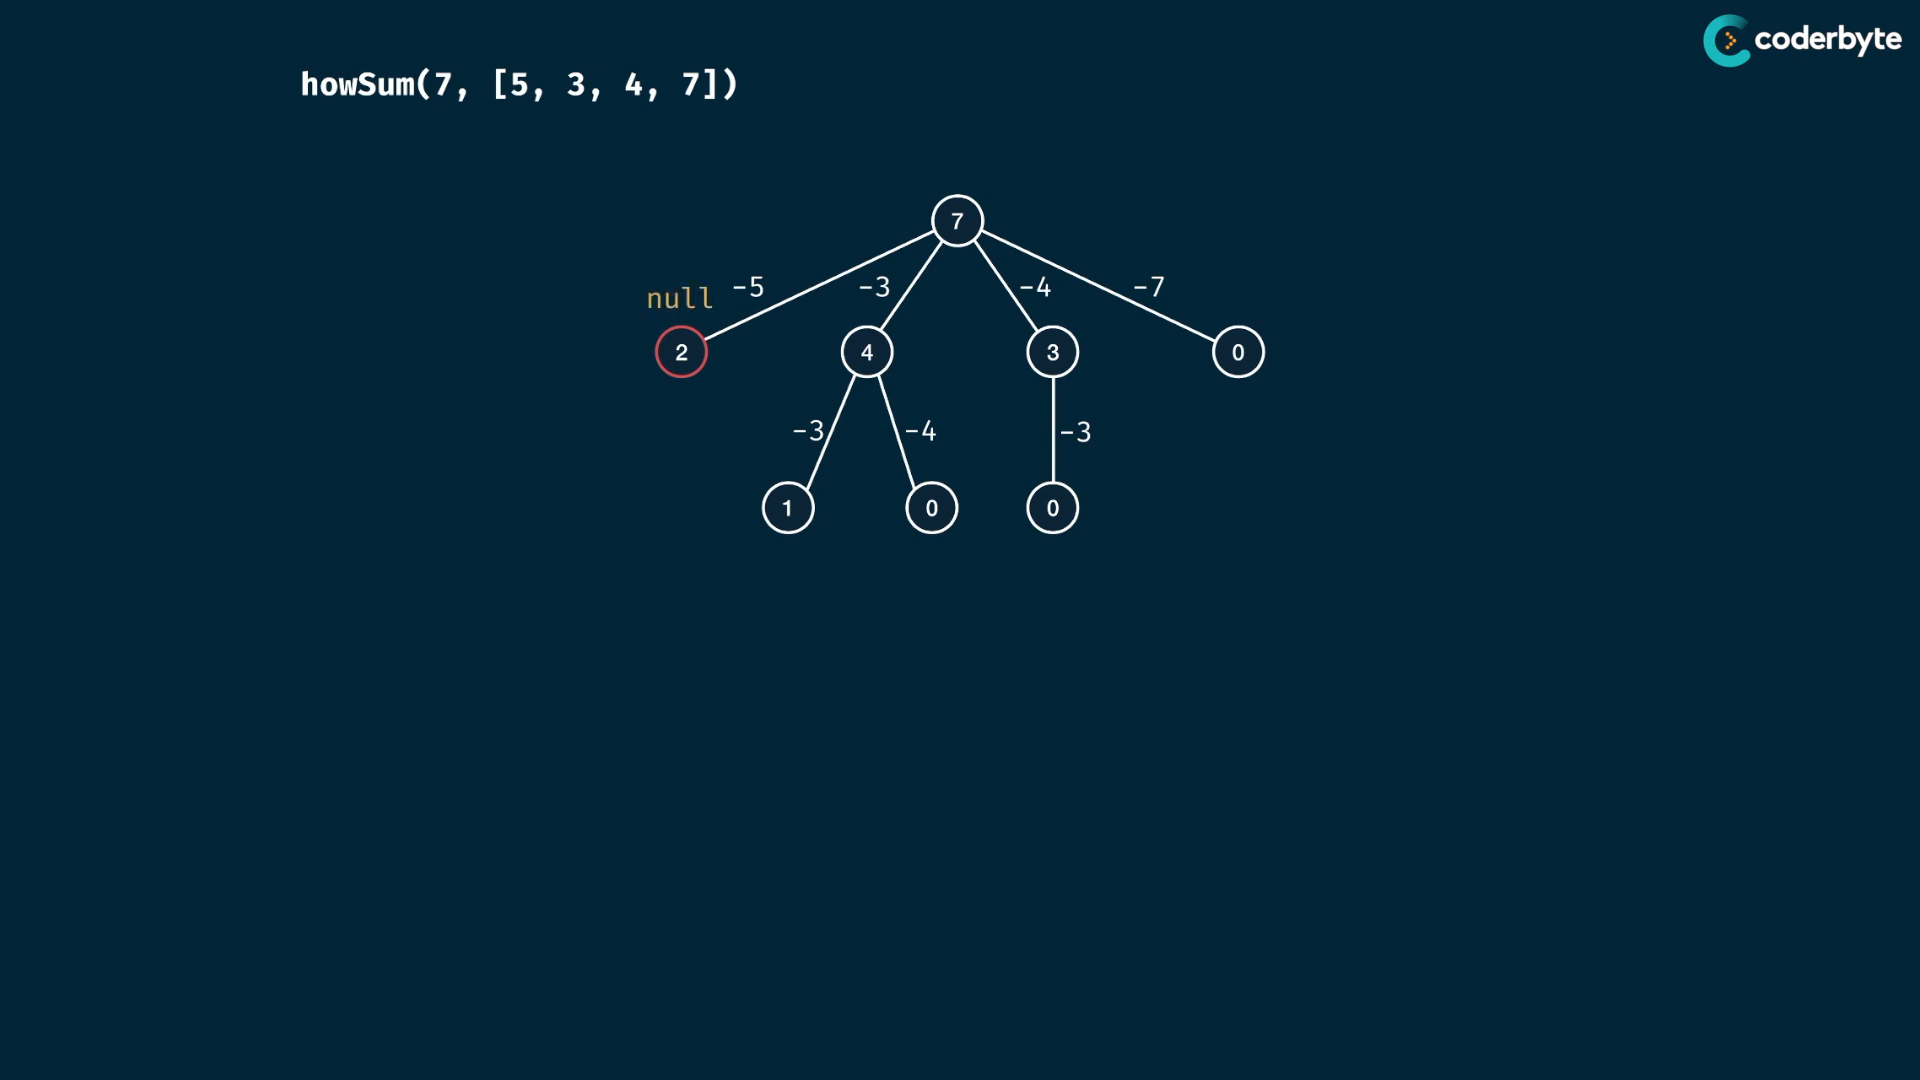 coderbyte
howSum(7, [5, 3, 4, 7])
7
-5 -3 -4 -7
null
2 4 3 0
-3 -4 -3
1 0 0